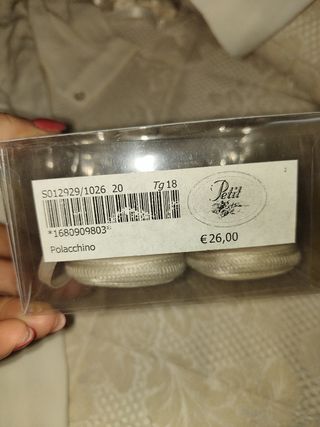 S012929/1026 20 Tg 18
Petit
*1680909803*
€26,00
Polacchino